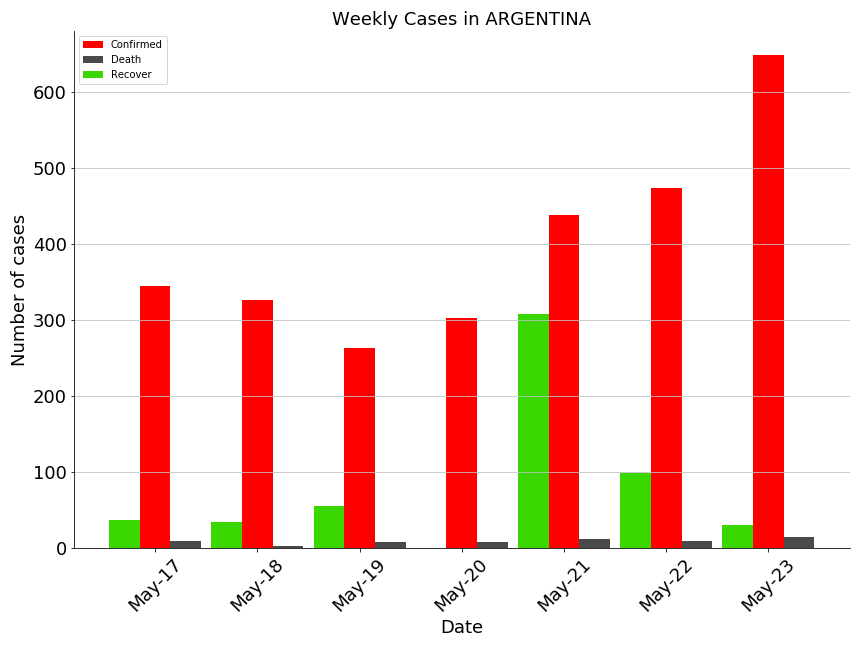 Weekly Cases in ARGENTINA
Confirmed
Death
Recover
Number of cases
600
500
400
300
200
100
0
May-17
May-18
May-19
May-20
May-21
May-22
May-23
Date